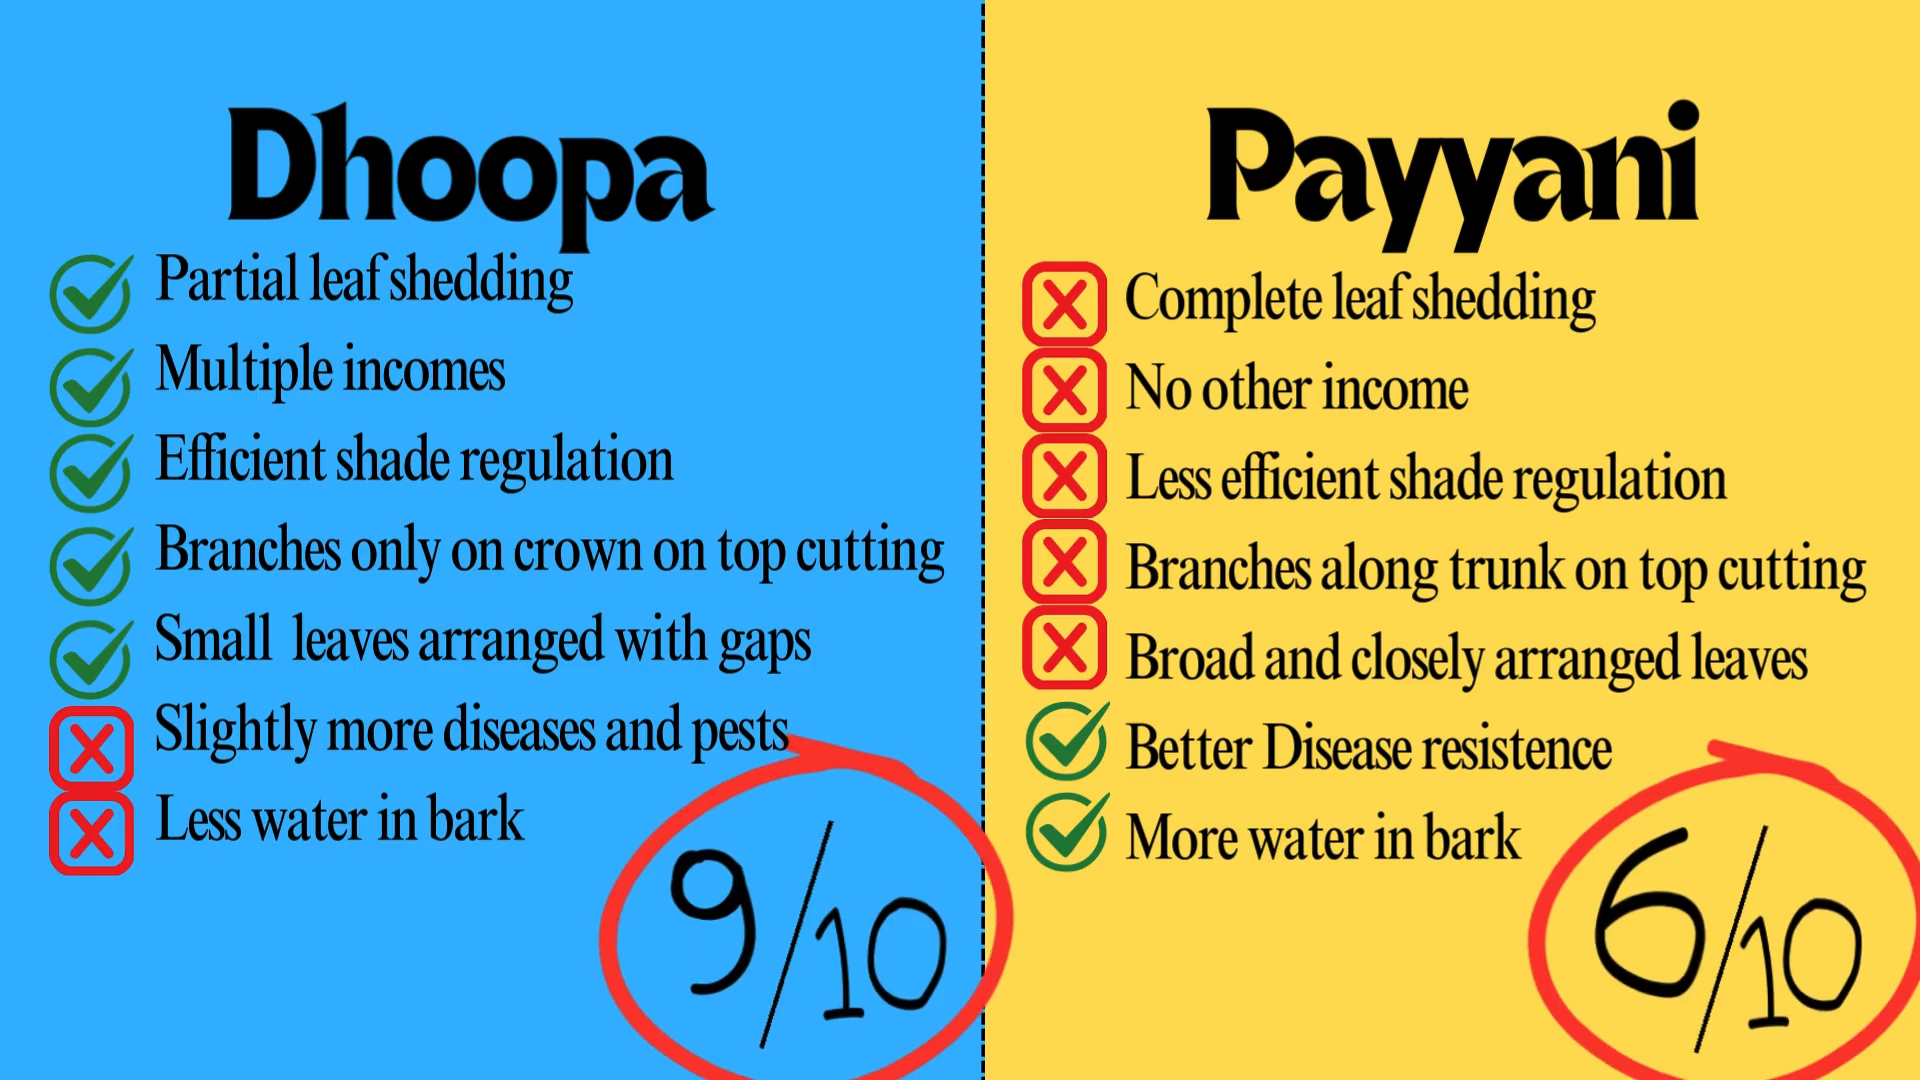 Dhoopa
Partial leaf shedding
Multiple incomes
Efficient shade regulation
Branches only on crown on top cutting
Small leaves arranged with gaps
Slightly more diseases and pests
Less water in bark
9/10
Payyani
Complete leaf shedding
No other income
Less efficient shade regulation
Branches along trunk on top cutting
Broad and closely arranged leaves
Better Disease resistence
More water in bark
6/10